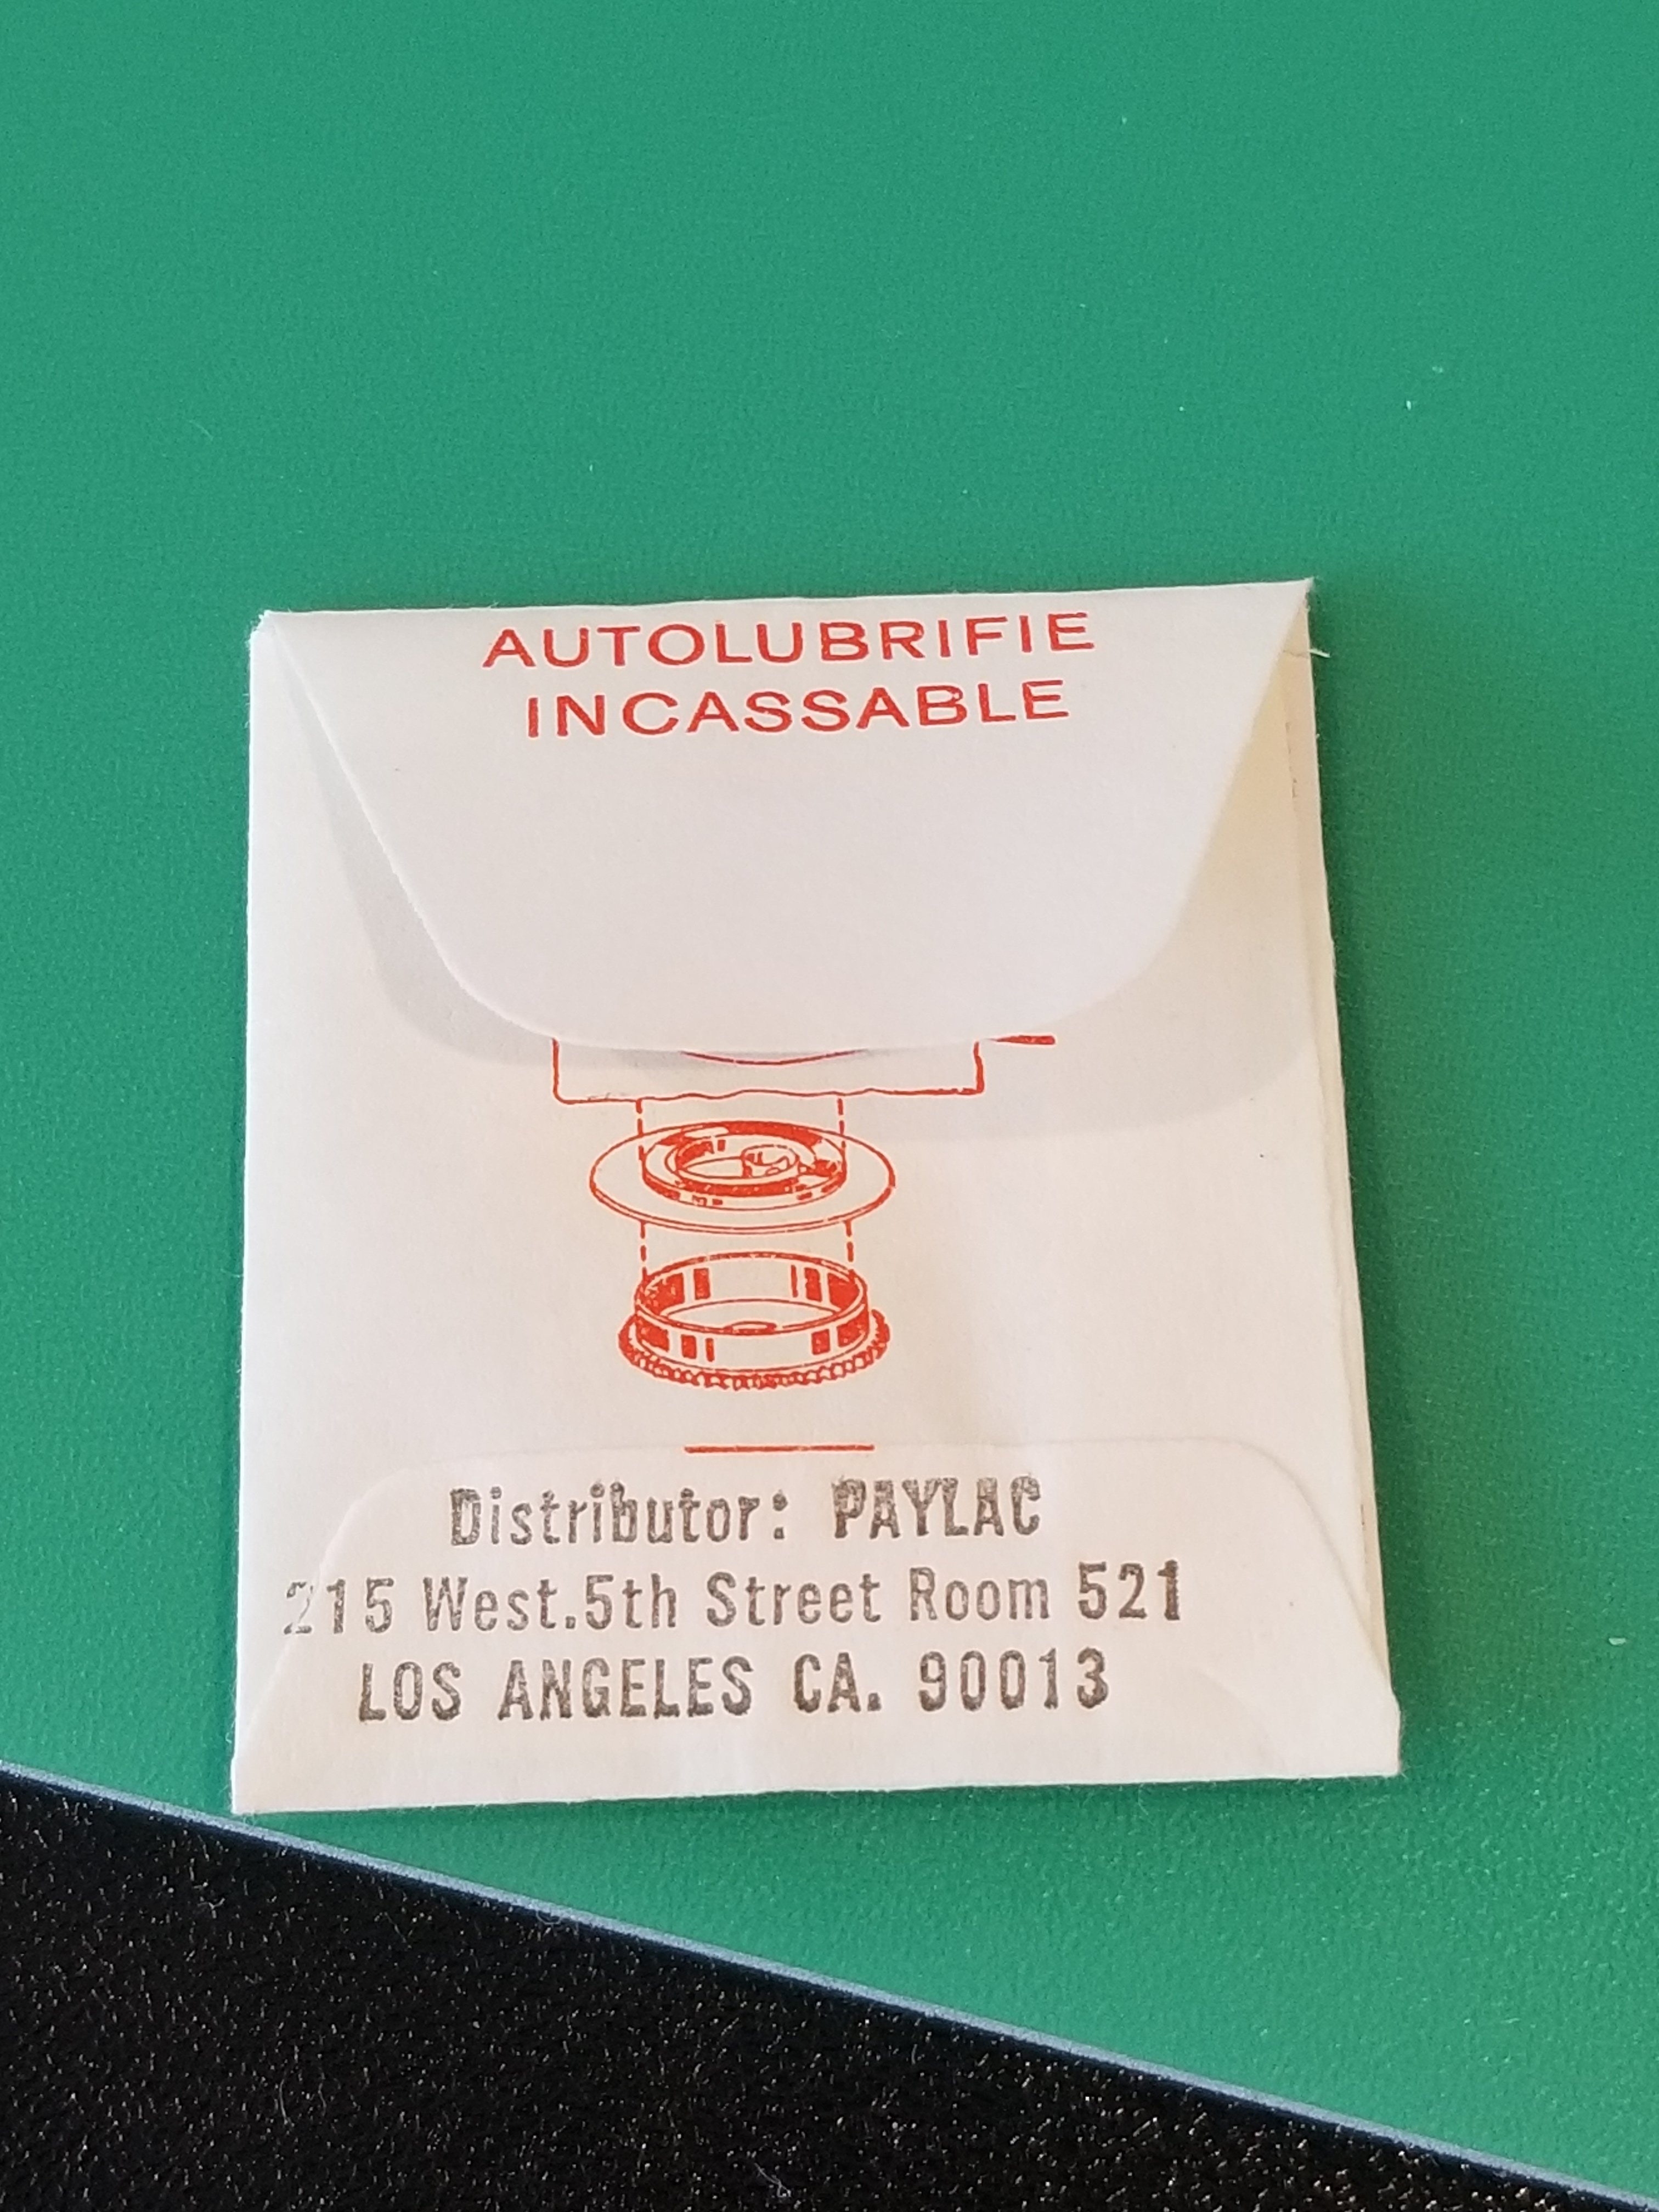 AUTOLUBRIFIE
INCASSABLE
Distributor: PAYLAC
215 West.5th Street Room 521
LOS ANGELES CA. 90013